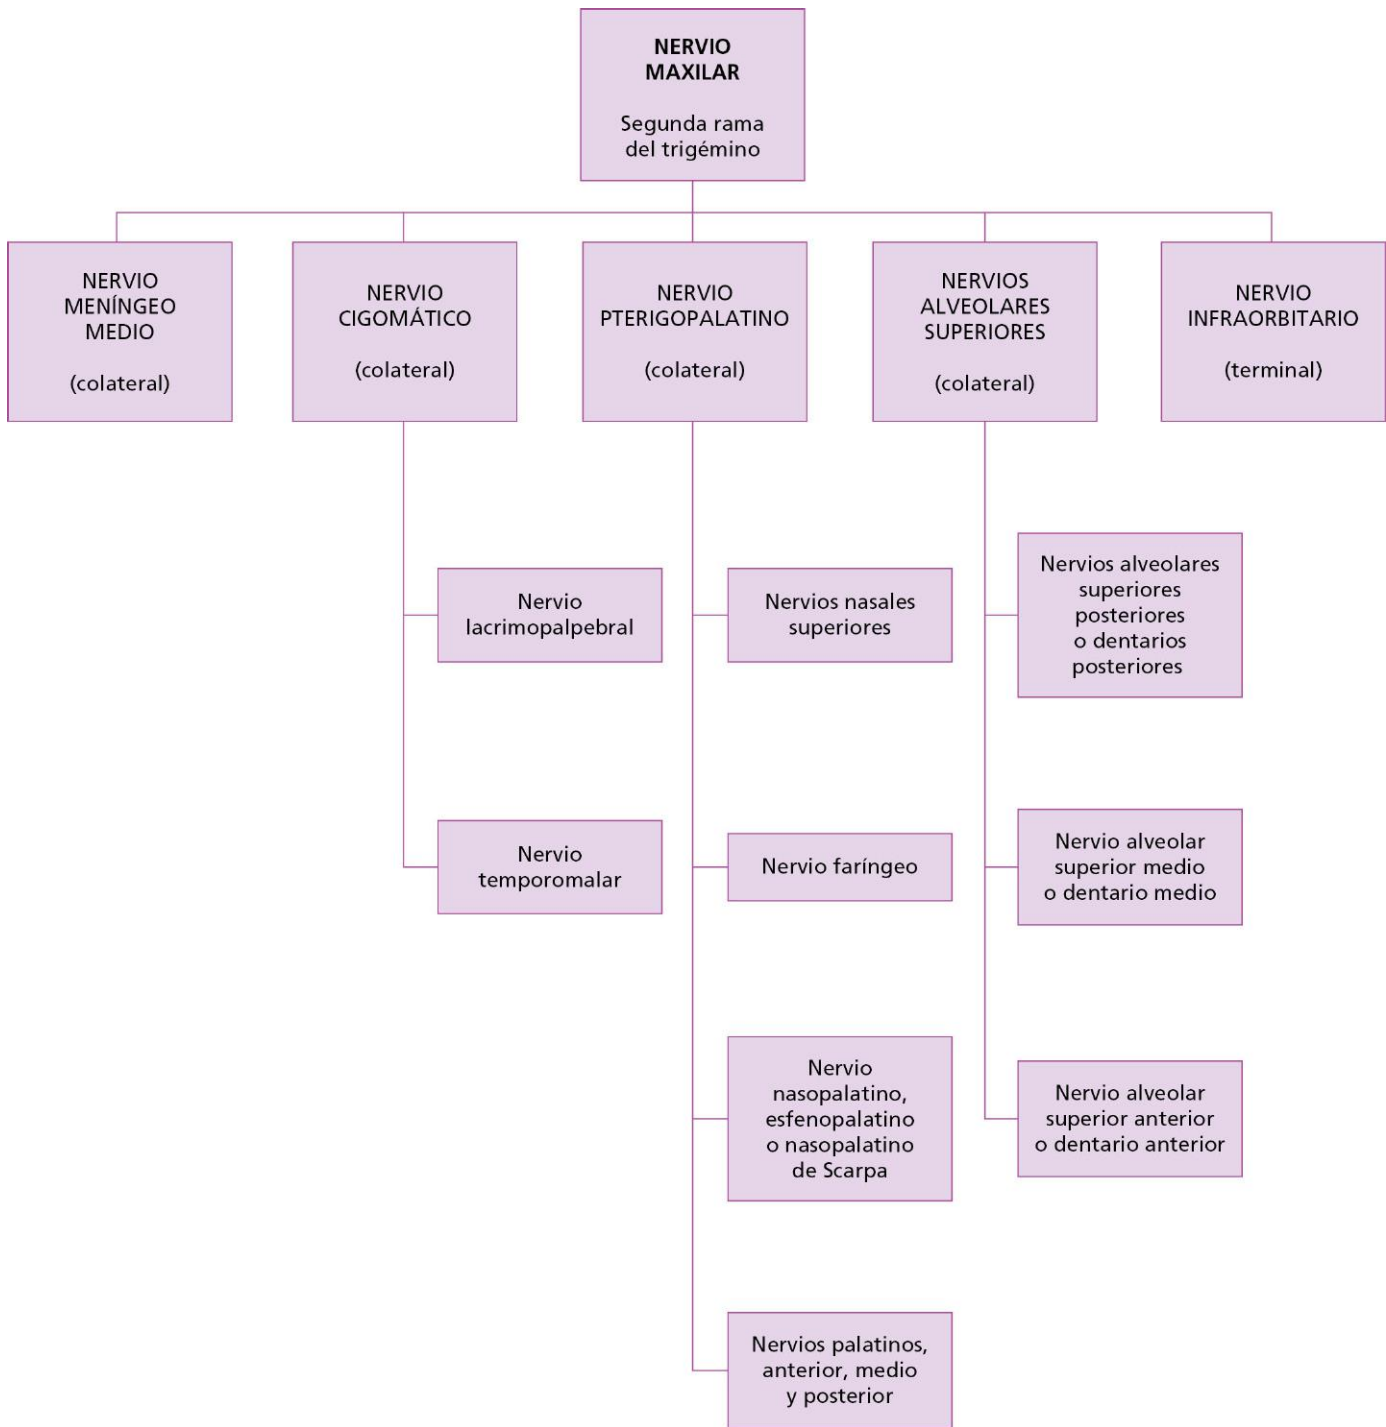 NERVIO
MAXILAR
Segunda rama
del trigémino
NERVIO
MENÍNGEO
MEDIO
(colateral)
NERVIO
CIGOMÁTICO
(colateral)
NERVIO
PTERIGOPALATINO
(colateral)
NERVIOS
ALVEOLARES
SUPERIORES
(colateral)
NERVIO
INFRAORBITARIO
(terminal)
Nervio
lacrimopalpebral
Nervios nasales
superiores
Nervios alveolares
superiores
posteriores
o dentarios
posteriores
Nervio
temporomalar
Nervio faríngeo
Nervio alveolar
superior medio
o dentario medio
Nervio
nasopalatino,
esfenopalatino
o nasopalatino
de Scarpa
Nervio alveolar
superior anterior
o dentario anterior
Nervios palatinos,
anterior, medio
y posterior